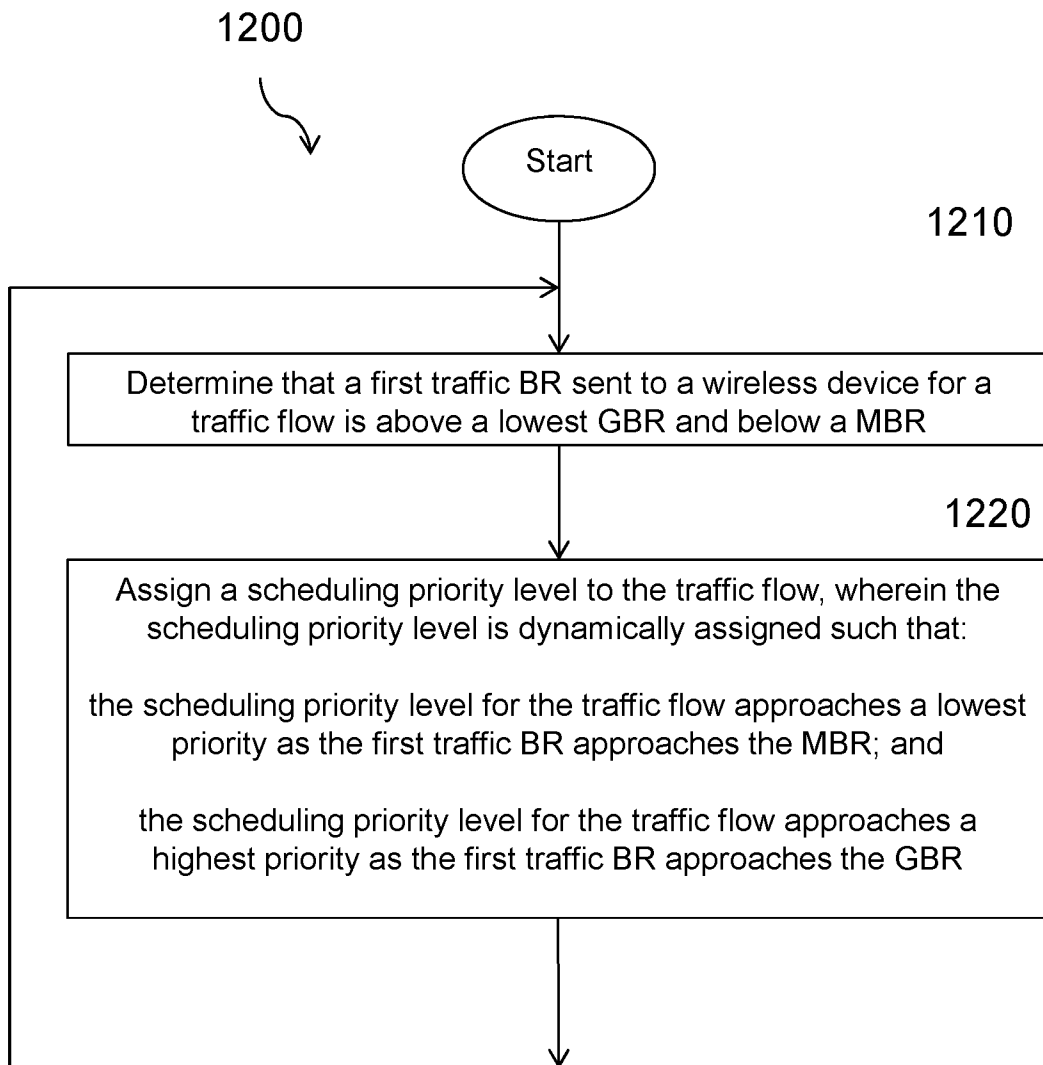 1200
Start
1210
Determine that a first traffic BR sent to a wireless device for a
traffic flow is above a lowest GBR and below a MBR
1220
Assign a scheduling priority level to the traffic flow, wherein the
scheduling priority level is dynamically assigned such that:
the scheduling priority level for the traffic flow approaches a lowest
priority as the first traffic BR approaches the MBR; and
the scheduling priority level for the traffic flow approaches a
highest priority as the first traffic BR approaches the GBR